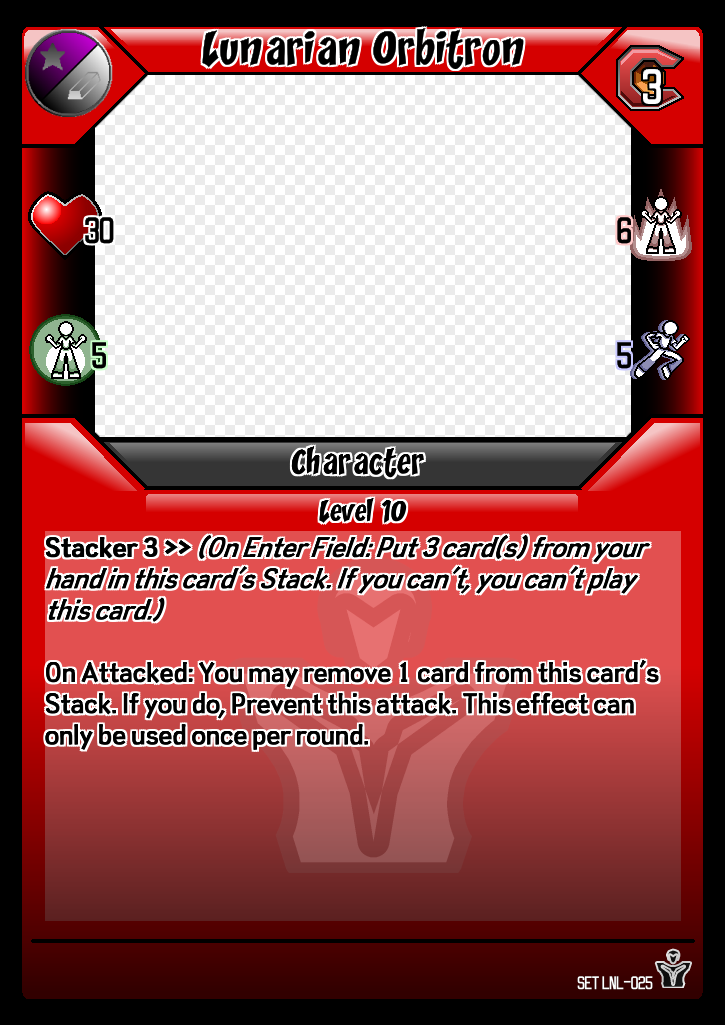 Lunarian Orbitron
3
30
6
5
5
Character
Level 10
Stacker 3 >> (On Enter Field: Put 3 card(s) from your
hand in this card's Stack. If you can't, you can't play
this card.)
On Attacked: You may remove 1 card from this card's
Stack. If you do, Prevent this attack. This effect can
only be used once per round.
SET LNL-025